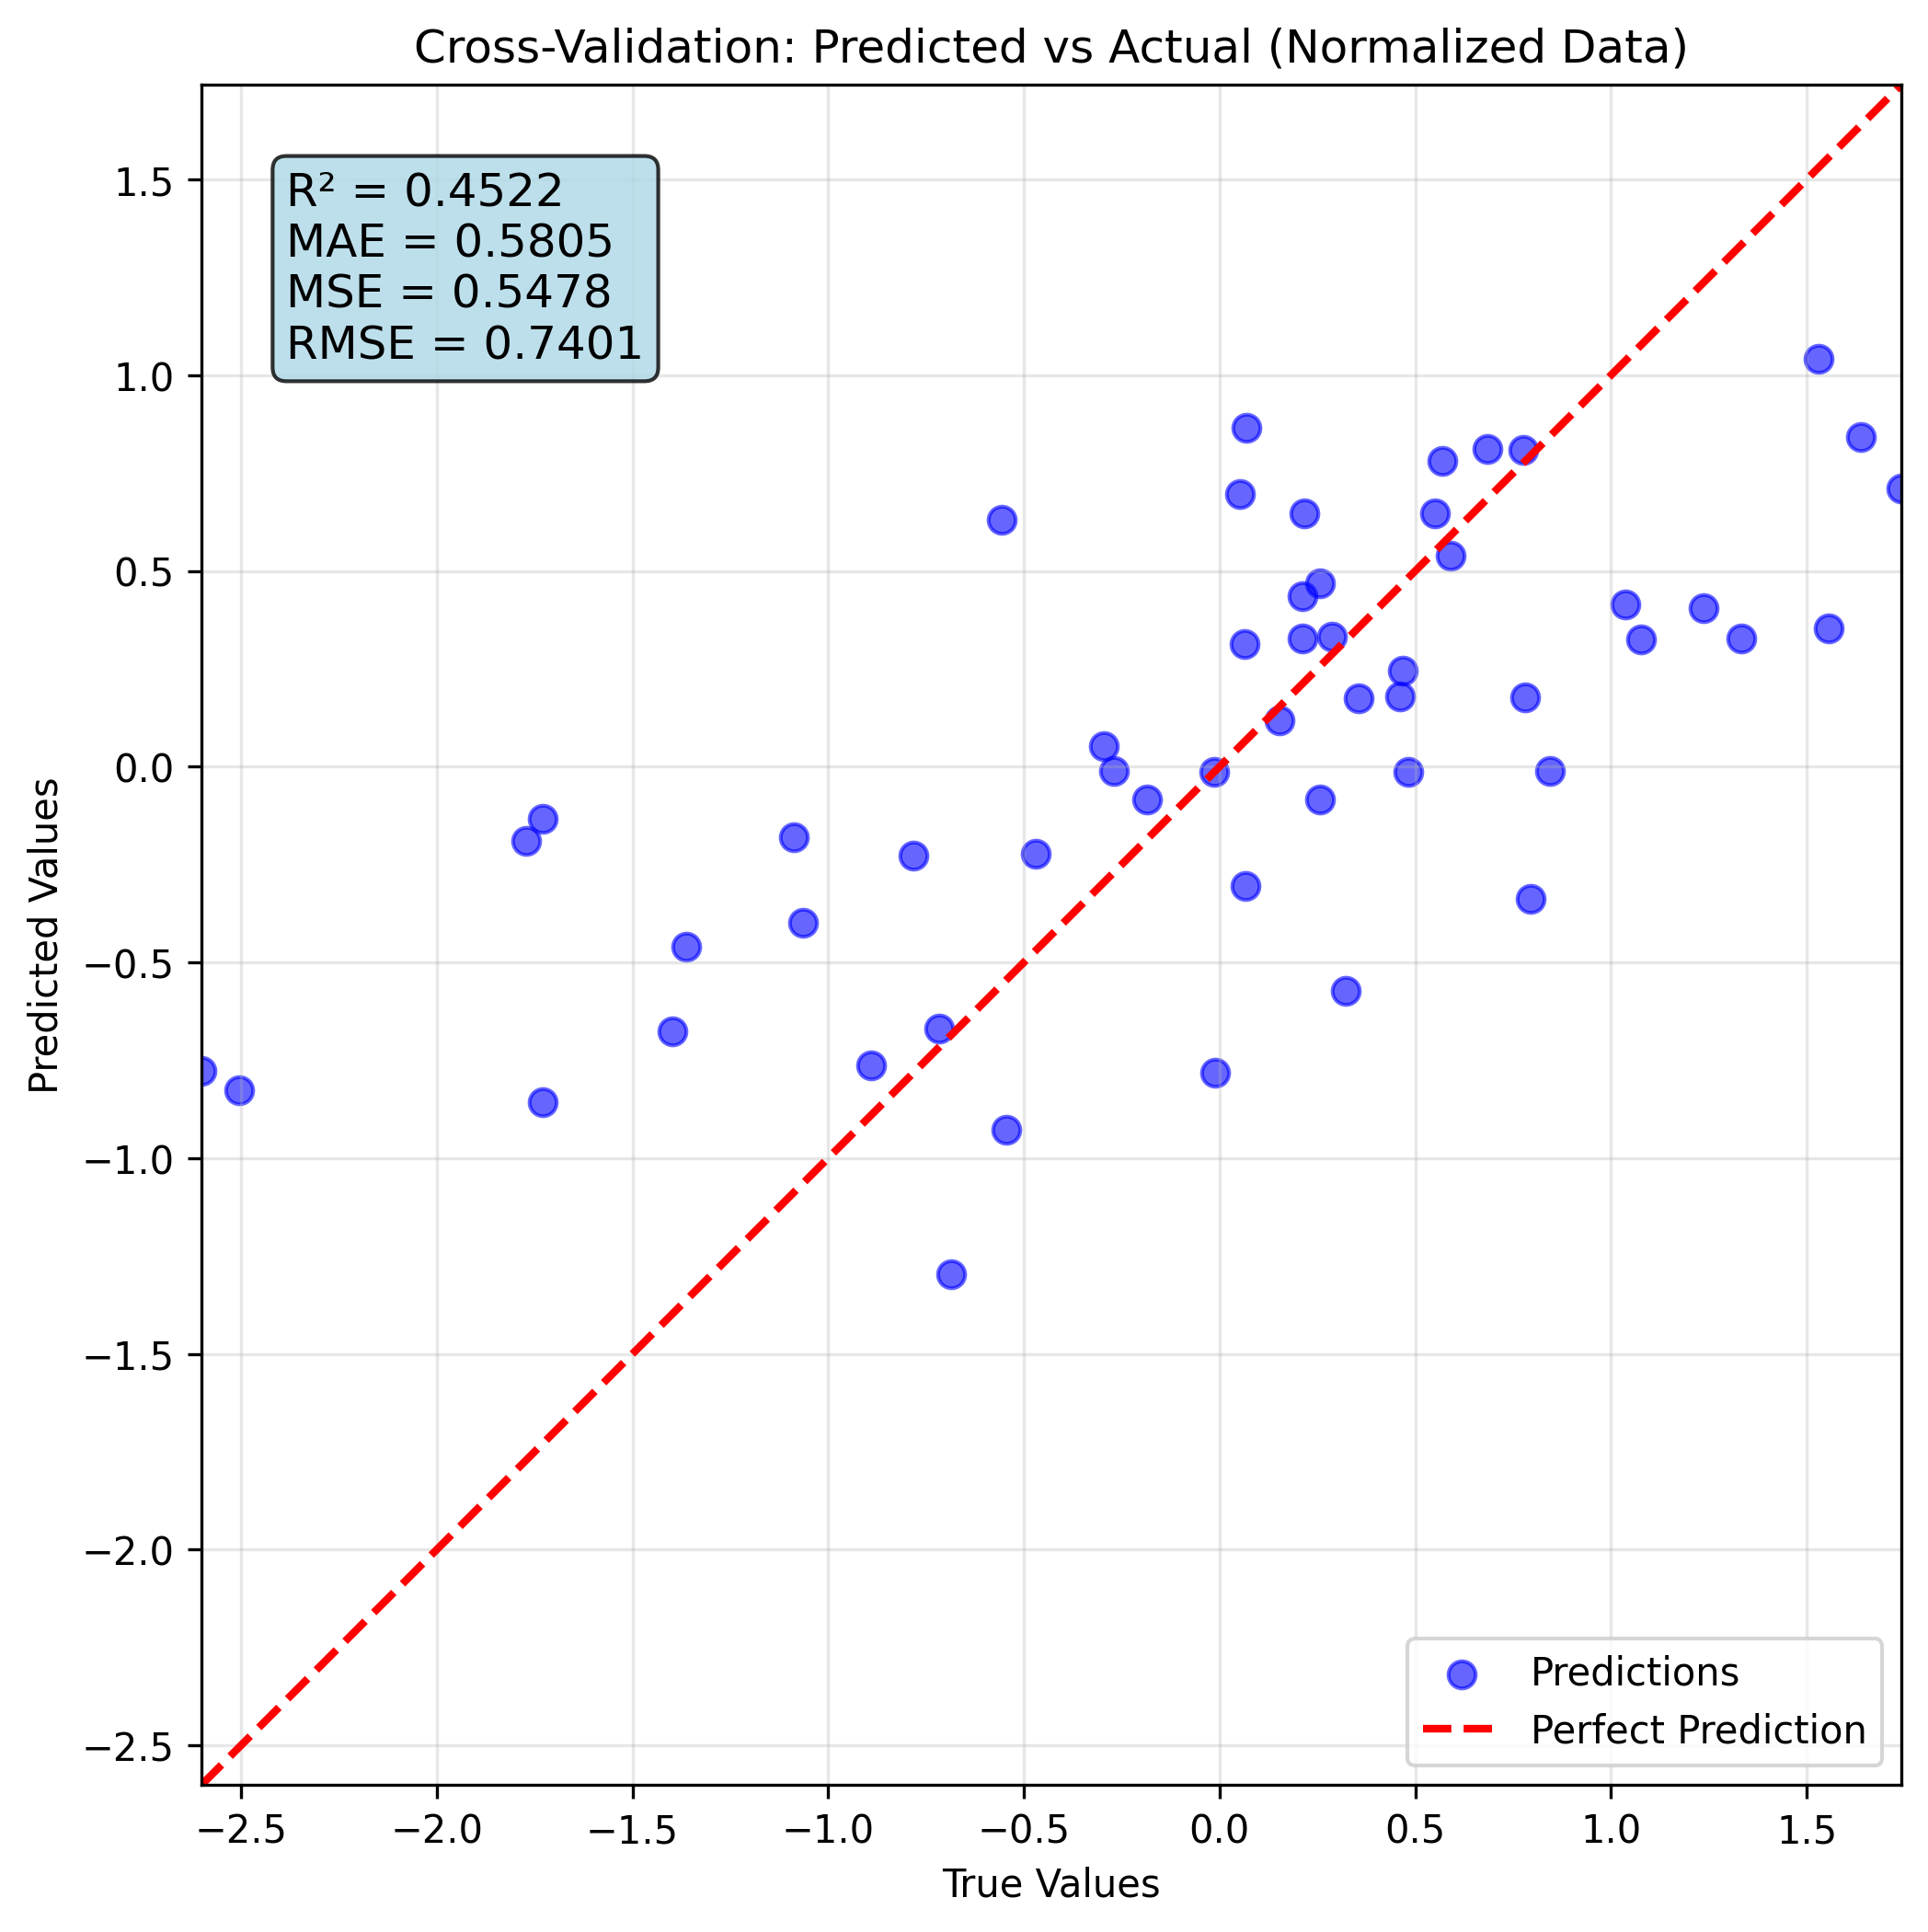 Cross-Validation: Predicted vs Actual (Normalized Data)
R² = 0.4522
MAE = 0.5805
MSE = 0.5478
RMSE = 0.7401
1.5
1.0
0.5
0.0
−0.5
−1.0
−1.5
−2.0
−2.5
Predicted Values
−2.5 −2.0 −1.5 −1.0 −0.5 0.0 0.5 1.0 1.5
True Values
Predictions
Perfect Prediction